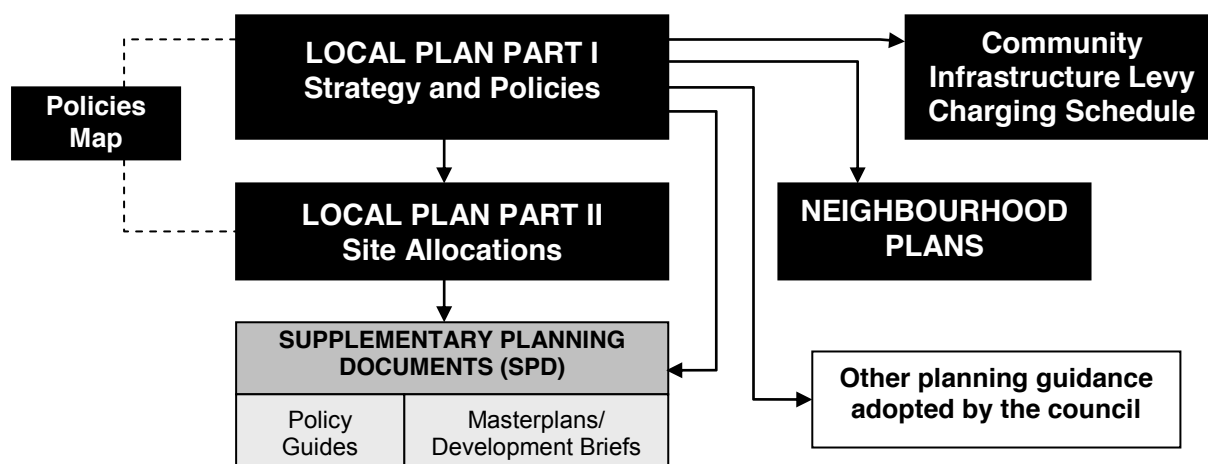 Policies
Map
LOCAL PLAN PART I
Strategy and Policies
Community
Infrastructure Levy
Charging Schedule
LOCAL PLAN PART II
Site Allocations
NEIGHBOURHOOD
PLANS
SUPPLEMENTARY PLANNING
DOCUMENTS (SPD)
Policy
Guides
Masterplans/
Development Briefs
Other planning guidance
adopted by the council